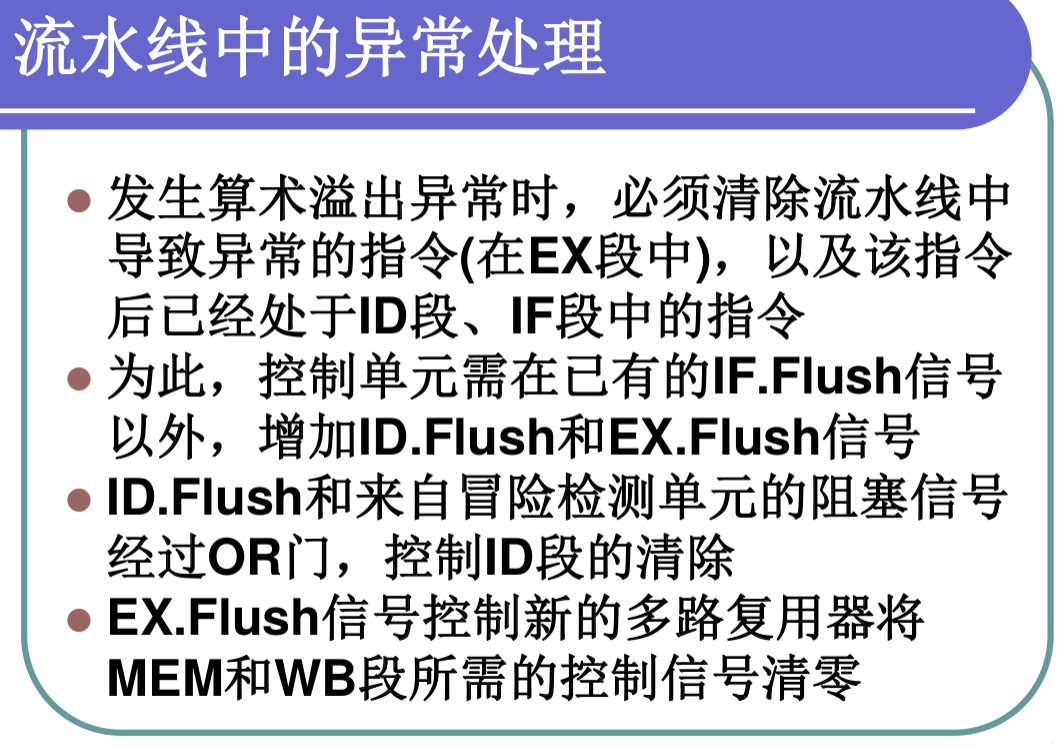 流水线中的异常处理
发生算术溢出异常时，必须清除流水线中
导致异常的指令(在EX段中)，以及该指令
后已经处于ID段、IF段中的指令
为此，控制单元需在已有的IF.Flush信号
以外，增加ID.Flush和EX.Flush信号
ID.Flush和来自冒险检测单元的阻塞信号
经过OR门，控制ID段的清除
EX.Flush信号控制新的多路复用器将
MEM和WB段所需的控制信号清零